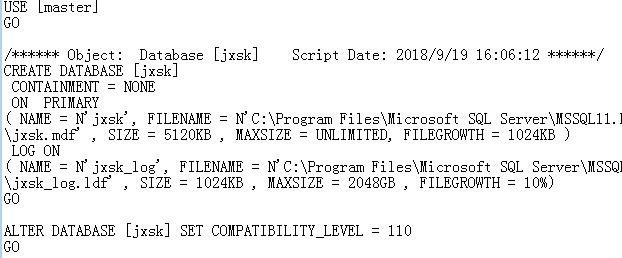 USE [master]
GO
/****** Object:  Database [jxsk]    Script Date: 2018/9/19 16:06:12 ******/
CREATE DATABASE [jxsk]
CONTAINMENT = NONE
ON  PRIMARY
( NAME = N'jxsk', FILENAME = N'C:\Program Files\Microsoft SQL Server\MSSQL11.
\jxsk.mdf' , SIZE = 5120KB , MAXSIZE = UNLIMITED, FILEGROWTH = 1024KB )
LOG ON
( NAME = N'jxsk_log', FILENAME = N'C:\Program Files\Microsoft SQL Server\MSSQ
\jxsk_log.ldf' , SIZE = 1024KB , MAXSIZE = 2048GB , FILEGROWTH = 10%)
GO
ALTER DATABASE [jxsk] SET COMPATIBILITY_LEVEL = 110
GO